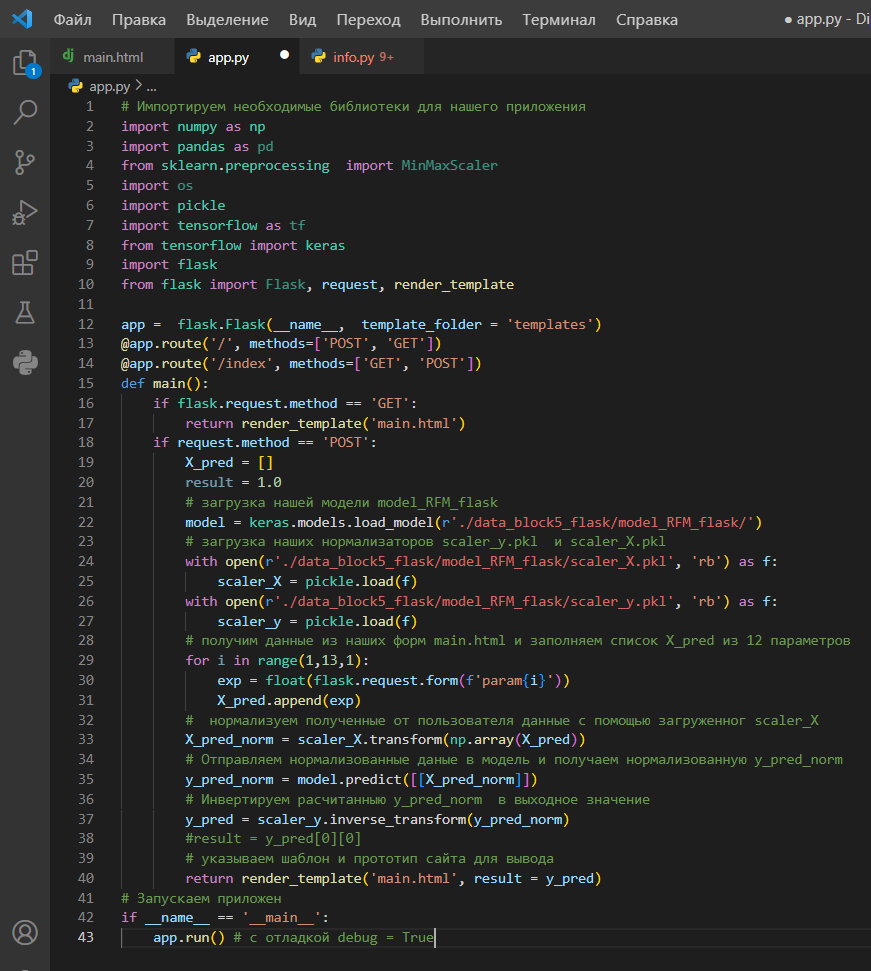 Файл Правка Выделение Вид Переход Выполнить Терминал Справка ● app.py - Di
main.html app.py info.py 9+
1
app.py > ...
1 # Импортируем необходимые библиотеки для нашего приложения
2 import numpy as np
3 import pandas as pd
4 from sklearn.preprocessing  import MinMaxScaler
5 import os
6 import pickle
7 import tensorflow as tf
8 from tensorflow import keras
9 import flask
10 from flask import Flask, request, render_template
11
12 app =  flask.Flask(__name__,  template_folder = 'templates')
13 @app.route('/', methods=['POST', 'GET'])
14 @app.route('/index', methods=['GET', 'POST'])
15 def main():
16     if flask.request.method == 'GET':
17         return render_template('main.html')
18     if request.method == 'POST':
19         X_pred = []
20         result = 1.0
21         # загрузка нашей модели model_RFM_flask
22         model = keras.models.load_model(r'./data_block5_flask/model_RFM_flask/')
23         # загрузка наших нормализаторов scaler_y.pkl  и scaler_X.pkl
24         with open(r'./data_block5_flask/model_RFM_flask/scaler_X.pkl', 'rb') as f:
25             scaler_X = pickle.load(f)
26         with open(r'./data_block5_flask/model_RFM_flask/scaler_y.pkl', 'rb') as f:
27             scaler_y = pickle.load(f)
28         # получим данные из наших форм main.html и заполняем список X_pred из 12 параметров
29         for i in range(1,13,1):
30             exp = float(flask.request.form(f'param{i}'))
31             X_pred.append(exp)
32         #  нормализуем полученные от пользователя данные с помощью загруженног scaler_X
33         X_pred_norm = scaler_X.transform(np.array(X_pred))
34         # Отправляем нормализованные даные в модель и получаем нормализованную y_pred_norm
35         y_pred_norm = model.predict([[X_pred_norm]])
36         # Инвертируем расчитанныю y_pred_norm  в выходное значение
37         y_pred = scaler_y.inverse_transform(y_pred_norm)
38         #result = y_pred[0][0]
39         # указываем шаблон и прототип сайта для вывода
40         return render_template('main.html', result = y_pred)
41 # Запускаем приложен
42 if __name__ == '__main__':
43     app.run() # с отладкой debug = True